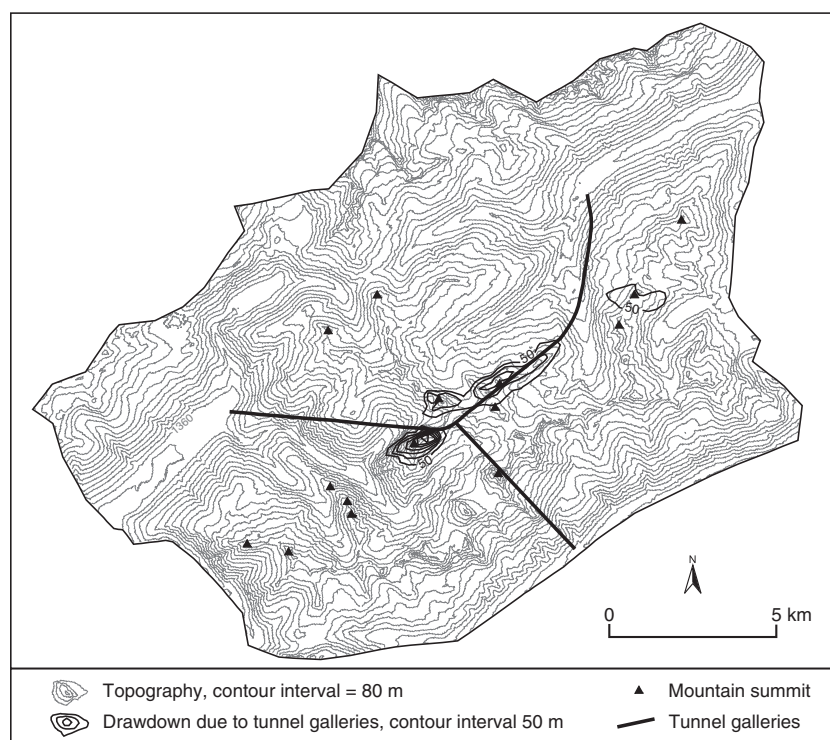 50
50
50
360
N
0 5 km
Topography, contour interval = 80 m
Mountain summit
Drawdown due to tunnel galleries, contour interval 50 m
Tunnel galleries